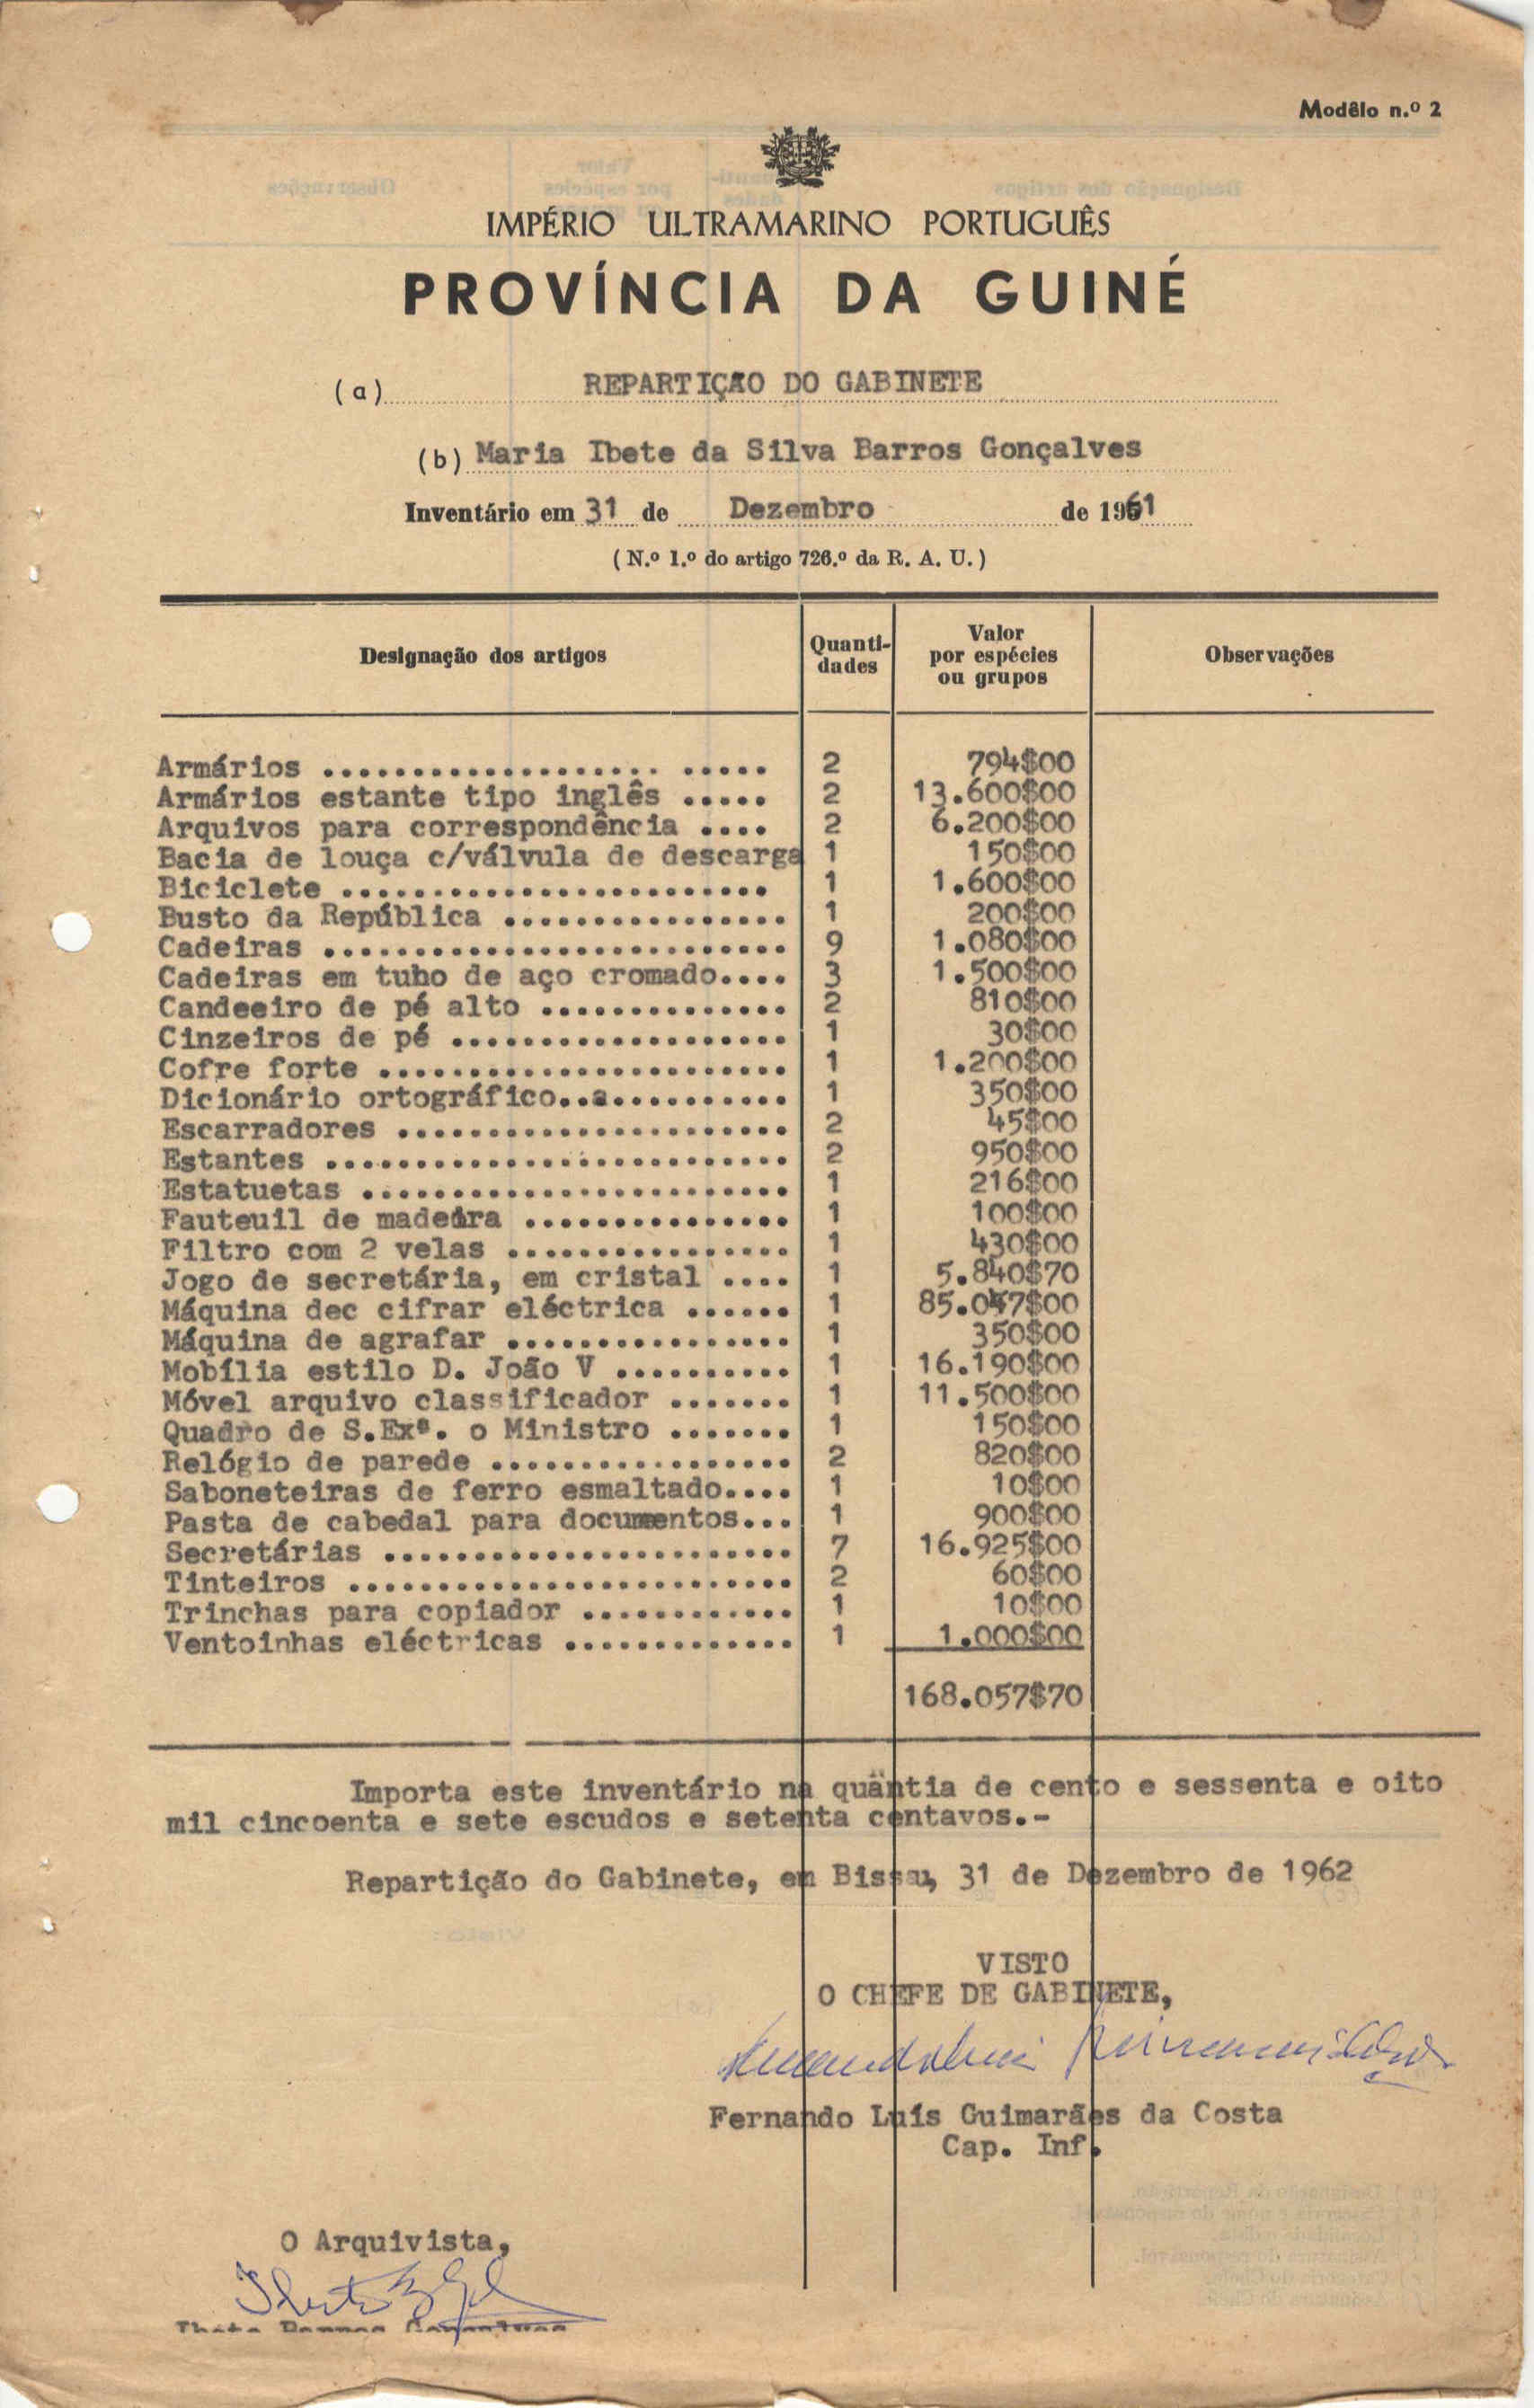 Modêlo n.º 2
IMPÉRIO ULTRAMARINO PORTUGUÊS
PROVÍNCIA DA GUINÉ
(a) REPARTIÇÃO DO GABINETE
(b) Maria Ibete da Silva Barros Gonçalves
Inventário em 31 de Dezembro de 1961
( N.º 1.º do artigo 726.º da R. A. U. )
Designação dos artigos Quanti-dades Valor por espécies ou grupos Observações
Armários ................... ..... 2 794$00
Armários estante tipo inglês ..... 2 13.600$00
Arquivos para correspondência .... 2 6.200$00
Bacia de louça c/válvula de descarga 1 150$00
Biciclete ........................ 1 1.600$00
Busto da República ................ 1 200$00
Cadeiras .......................... 9 1.080$00
Cadeiras em tubo de aço cromado.... 3 1.500$00
Candeeiro de pé alto .............. 2 810$00
Cinzeiros de pé ................... 1 30$00
Cofre forte ....................... 1 1.200$00
Dicionário ortográfico..a.......... 1 350$00
Escarradores ...................... 2 45$00
Estantes .......................... 2 950$00
Estatuetas ........................ 1 216$00
Fauteuil de madeira ............... 1 100$00
Filtro com 2 velas ................ 1 430$00
Jogo de secretária, em cristal .... 1 5.840$70
Máquina dec cifrar eléctrica ...... 1 85.047$00
Máquina de agrafar ................ 1 350$00
Mobília estilo D. João V .......... 1 16.190$00
Móvel arquivo classificador ....... 1 11.500$00
Quadro de S.Exª. o Ministro ....... 1 150$00
Relógio de parede ................. 2 820$00
Saboneteiras de ferro esmaltado.... 1 10$00
Pasta de cabedal para documentos... 1 900$00
Secretárias ....................... 7 16.925$00
Tinteiros ......................... 2 60$00
Trinchas para copiador ............ 1 10$00
Ventoinhas eléctricas ............. 1 1.000$00
168.057$70
Importa este inventário na quäntia de cento e sessenta e oito
mil cincoenta e sete escudos e setenta centavos.-
Repartição do Gabinete, em Bissau, 31 de Dezembro de 1962
VISTO
O CHEFE DE GABINETE,
Fernando Luís Guimarães da Costa
Cap. Inf.
O Arquivista,
Ibete Barros Gonçalves